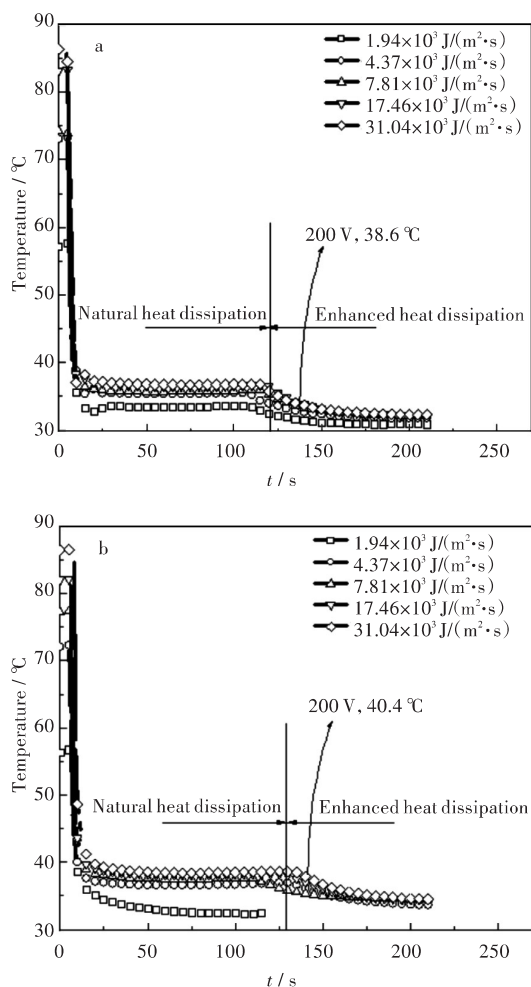 90
a
1.94×10³ J/(m²·s)
4.37×10³ J/(m²·s)
80
7.81×10³ J/(m²·s)
17.46×10³ J/(m²·s)
31.04×10³ J/(m²·s)
70
Temperature / ℃
60
200 V, 38.6 ℃
50
Natural heat dissipation
Enhanced heat dissipation
40
30
0 50 100 150 200 250
t / s
90
b
1.94×10³ J/(m²·s)
4.37×10³ J/(m²·s)
80
7.81×10³ J/(m²·s)
17.46×10³ J/(m²·s)
31.04×10³ J/(m²·s)
70
Temperature / ℃
60
200 V, 40.4 ℃
50
Natural heat dissipation
Enhanced heat dissipation
40
30
0 50 100 150 200 250
t / s